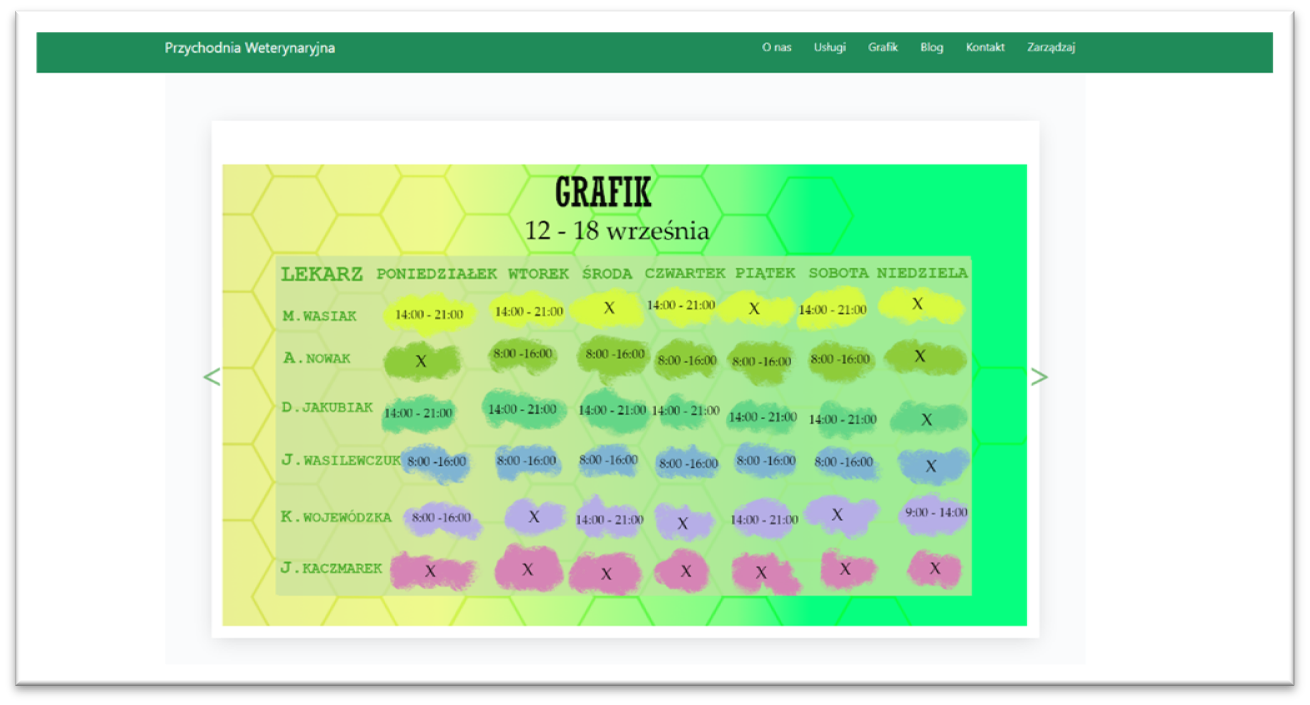 Przychodnia Weterynaryjna O nas Usługi Grafik Blog Kontakt Zarządzaj
GRAFIK
12 - 18 września
LEKARZ PONIEDZIAŁEK WTOREK ŚRODA CZWARTEK PIĄTEK SOBOTA NIEDZIELA
M.WASIAK 14:00 - 21:00 14:00 - 21:00 X 14:00 - 21:00 X 14:00 - 21:00 X
A.NOWAK X 8:00 -16:00 8:00 -16:00 8:00 -16:00 8:00 -16:00 8:00 -16:00 X
< >
D.JAKUBIAK 14:00 - 21:00 14:00 - 21:00 14:00 - 21:00 14:00 - 21:00 14:00 - 21:00 14:00 - 21:00 X
J.WASILEWCZUK 8:00 -16:00 8:00 -16:00 8:00 -16:00 8:00 -16:00 8:00 -16:00 8:00 -16:00 X
K.WOJEWÓDZKA 8:00 -16:00 X 14:00 - 21:00 X 14:00 - 21:00 X 9:00 - 14:00
J.KACZMAREK X X X X X X X